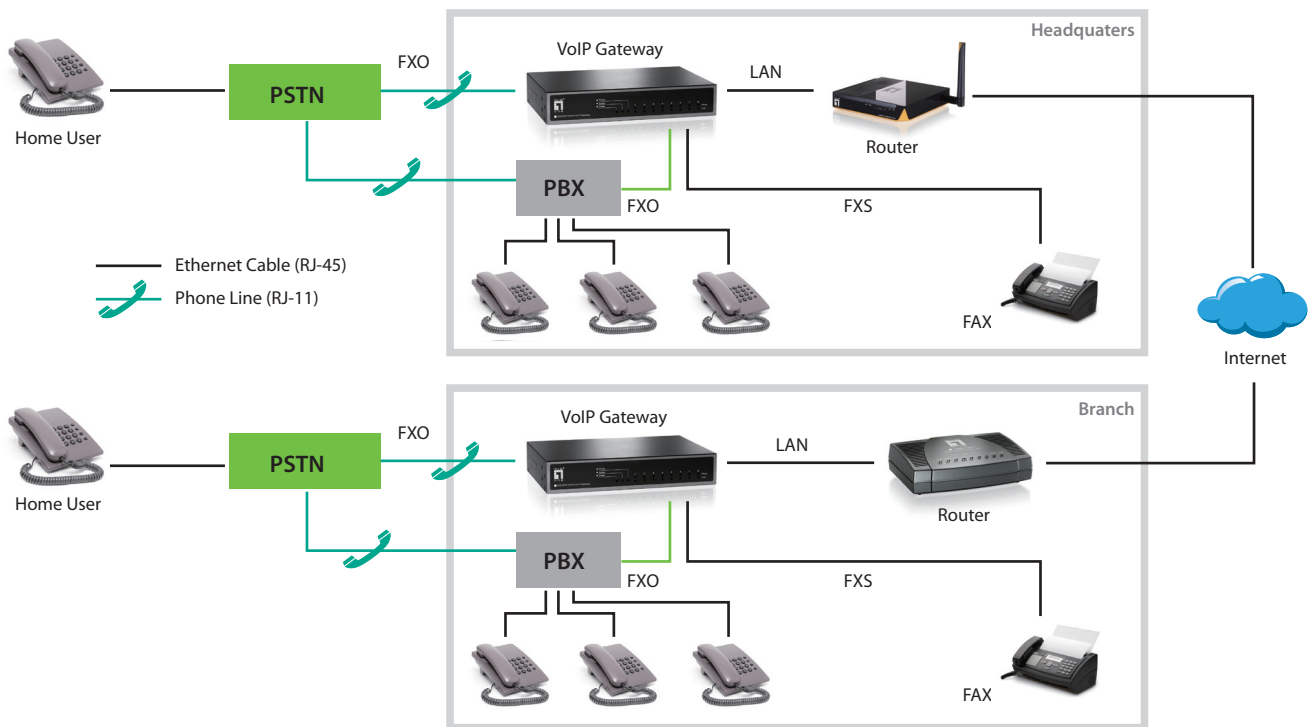 Headquaters
VoIP Gateway
FXO
LAN
PSTN
Home User
Router
PBX
FXO
FXS
Ethernet Cable (RJ-45)
Phone Line (RJ-11)
FAX
Internet
Branch
VoIP Gateway
FXO
LAN
PSTN
Home User
Router
PBX
FXO
FXS
FAX